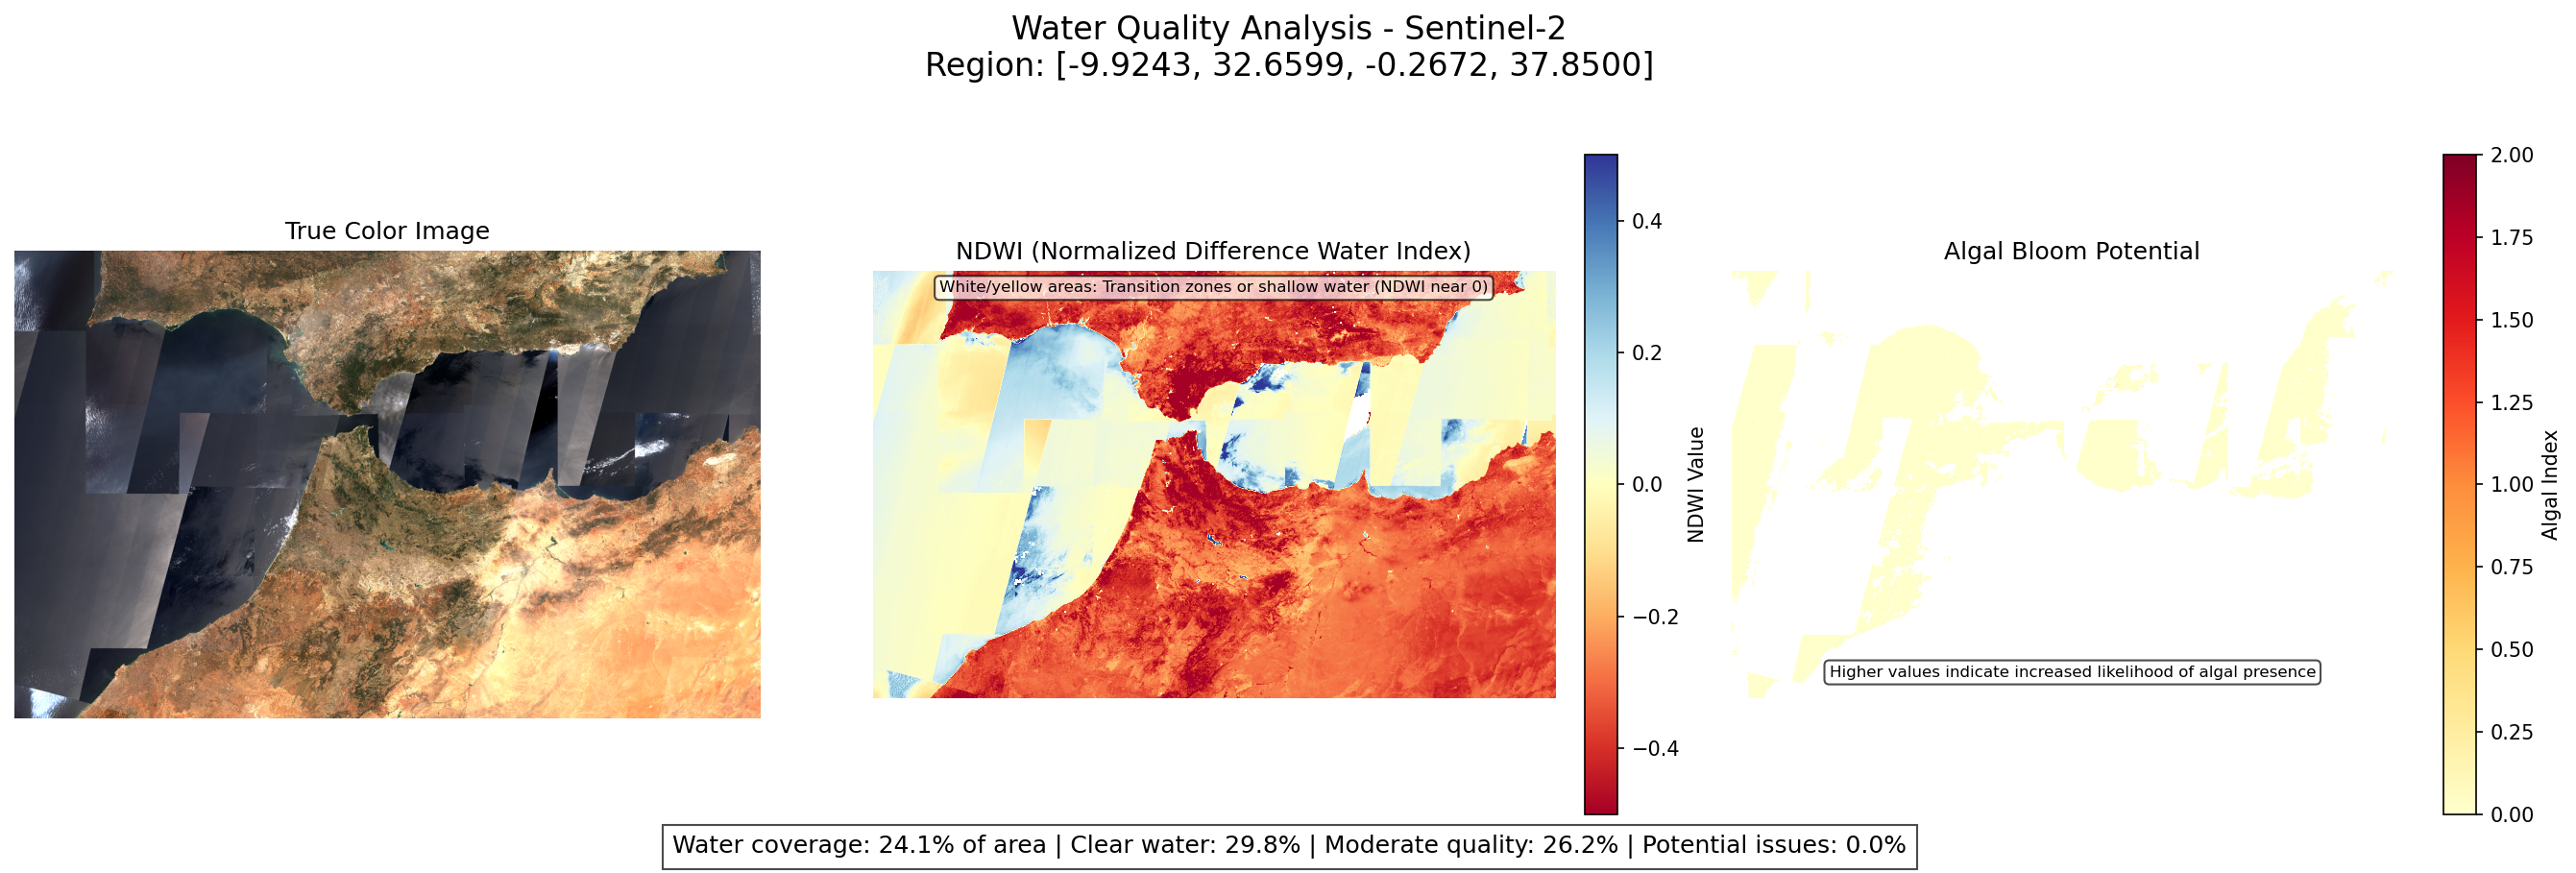 Water Quality Analysis - Sentinel-2
Region: [-9.9243, 32.6599, -0.2672, 37.8500]
True Color Image
NDWI (Normalized Difference Water Index)
White/yellow areas: Transition zones or shallow water (NDWI near 0)
0.4
0.2
0.0
−0.2
−0.4
NDWI Value
Algal Bloom Potential
Higher values indicate increased likelihood of algal presence
2.00
1.75
1.50
1.25
1.00
0.75
0.50
0.25
0.00
Algal Index
Water coverage: 24.1% of area | Clear water: 29.8% | Moderate quality: 26.2% | Potential issues: 0.0%